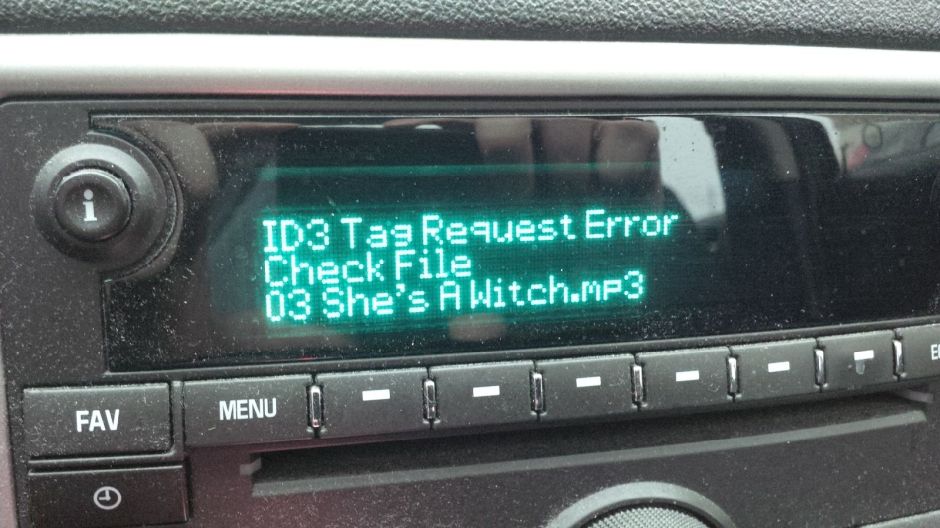 ID3 Tag Request Error
Check File
03 She's A Witch.mp3
i
FAV
MENU